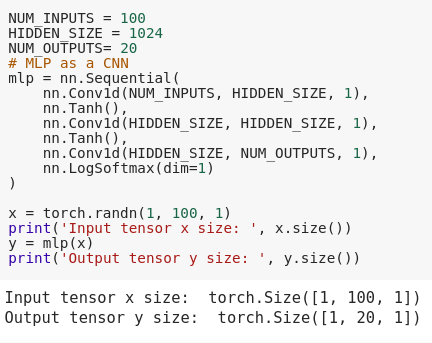 NUM_INPUTS = 100
HIDDEN_SIZE = 1024
NUM_OUTPUTS= 20
# MLP as a CNN
mlp = nn.Sequential(
    nn.Conv1d(NUM_INPUTS, HIDDEN_SIZE, 1),
    nn.Tanh(),
    nn.Conv1d(HIDDEN_SIZE, HIDDEN_SIZE, 1),
    nn.Tanh(),
    nn.Conv1d(HIDDEN_SIZE, NUM_OUTPUTS, 1),
    nn.LogSoftmax(dim=1)
)
x = torch.randn(1, 100, 1)
print('Input tensor x size: ', x.size())
y = mlp(x)
print('Output tensor y size: ', y.size())
Input tensor x size:  torch.Size([1, 100, 1])
Output tensor y size:  torch.Size([1, 20, 1])